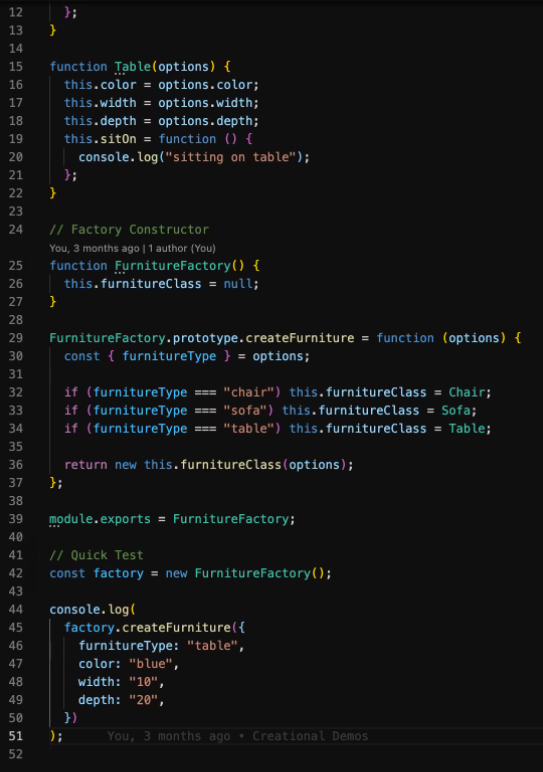 12 };
13 }
14
15 function Table(options) {
16 this.color = options.color;
17 this.width = options.width;
18 this.depth = options.depth;
19 this.sitOn = function () {
20 console.log("sitting on table");
21 };
22 }
23
24 // Factory Constructor
You, 3 months ago | 1 author (You)
25 function FurnitureFactory() {
26 this.furnitureClass = null;
27 }
28
29 FurnitureFactory.prototype.createFurniture = function (options) {
30 const { furnitureType } = options;
31
32 if (furnitureType === "chair") this.furnitureClass = Chair;
33 if (furnitureType === "sofa") this.furnitureClass = Sofa;
34 if (furnitureType === "table") this.furnitureClass = Table;
35
36 return new this.furnitureClass(options);
37 };
38
39 module.exports = FurnitureFactory;
40
41 // Quick Test
42 const factory = new FurnitureFactory();
43
44 console.log(
45 factory.createFurniture({
46 furnitureType: "table",
47 color: "blue",
48 width: "10",
49 depth: "20",
50 })
51 ); You, 3 months ago • Creational Demos
52